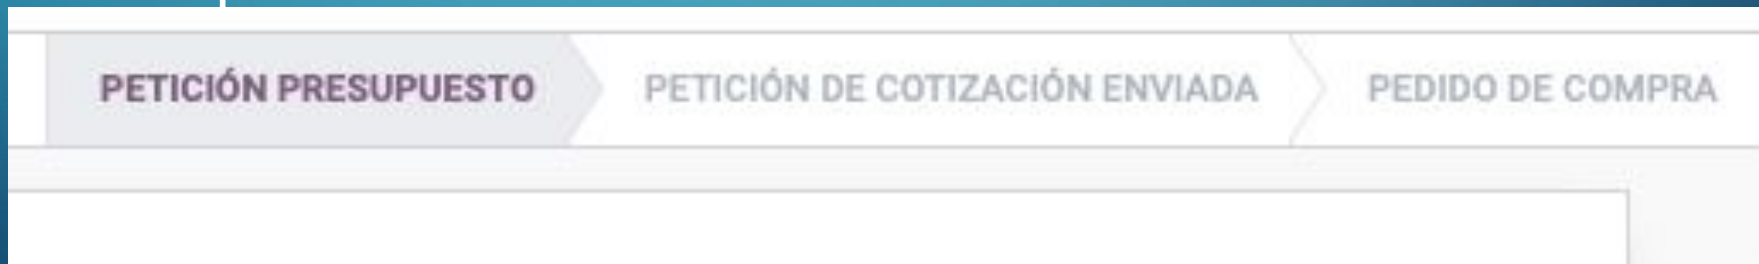 PETICIÓN PRESUPUESTO
PETICIÓN DE COTIZACIÓN ENVIADA
PEDIDO DE COMPRA